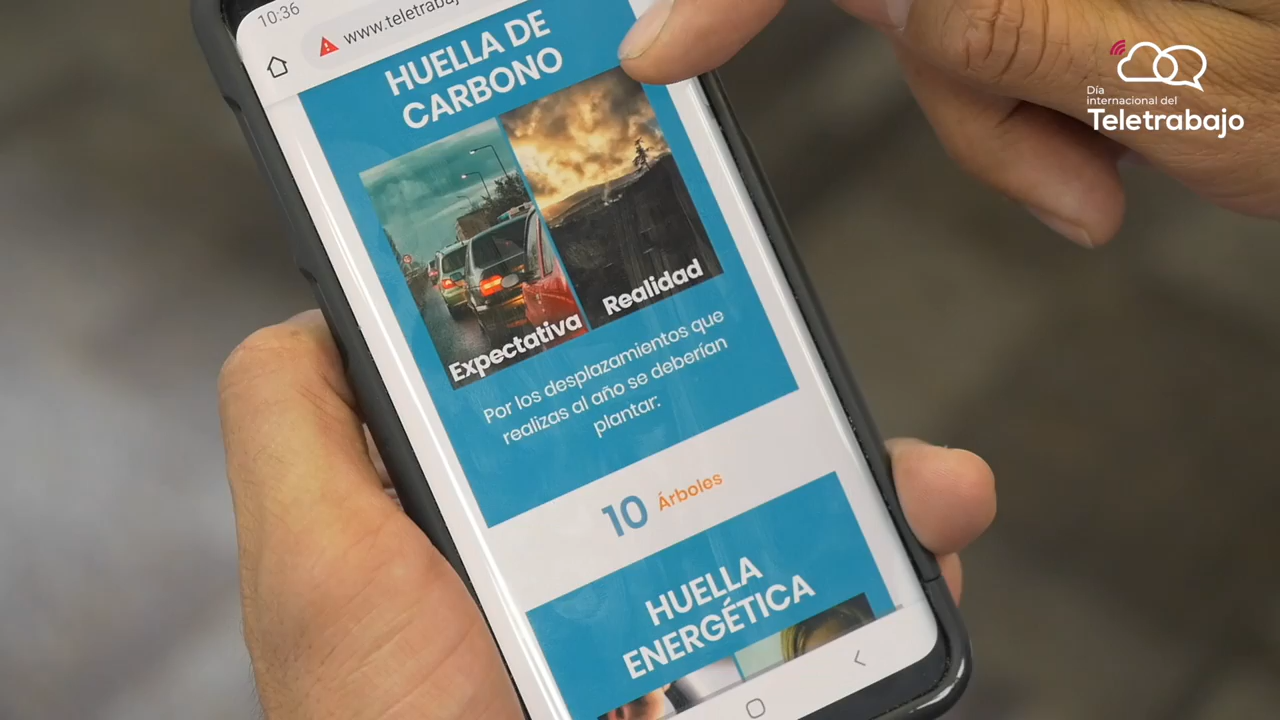 10:36
www.teletrabaj
HUELLA DE
CARBONO
Expectativa
Realidad
Por los desplazamientos que
realizas al año se deberían
plantar:
10 Árboles
HUELLA
ENERGÉTICA
Día
internacional del
Teletrabajo